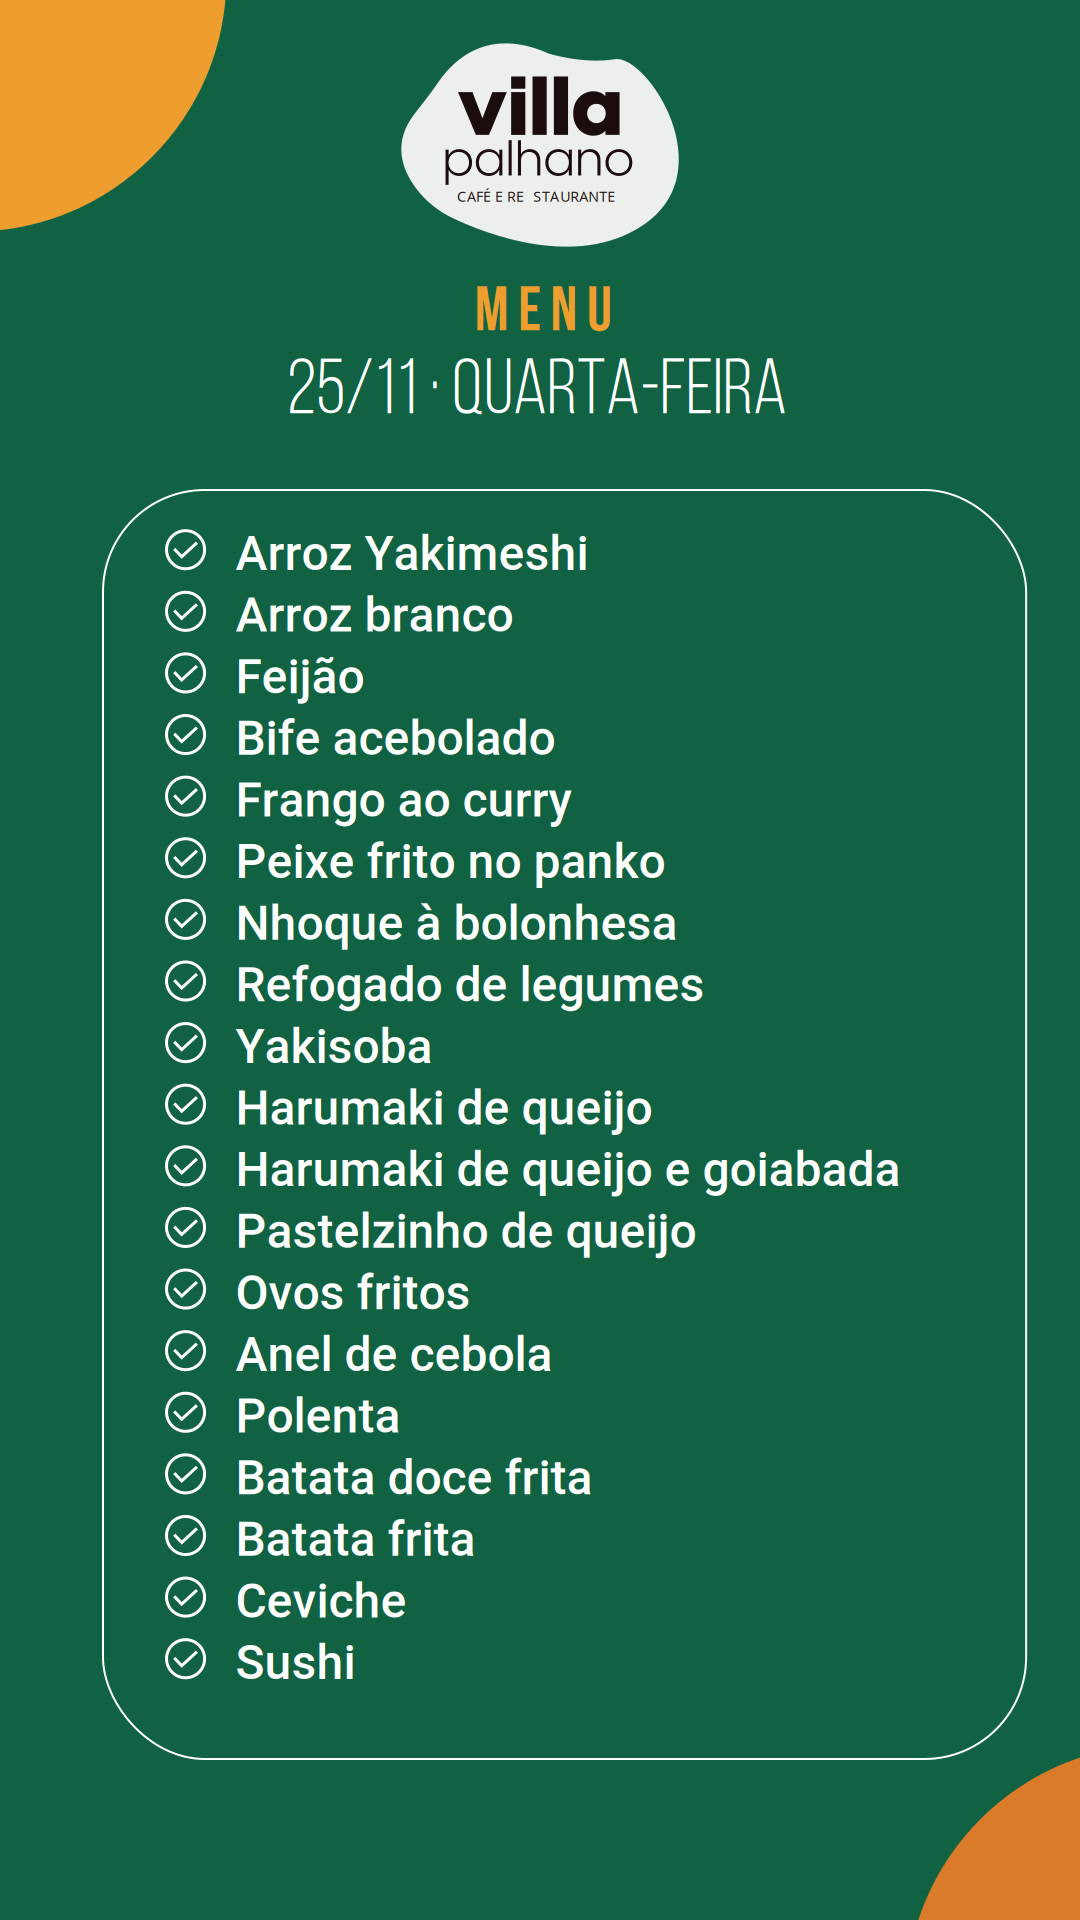 villa
palhano
CAFÉ E RE STAURANTE
MENU
25/11 · QUARTA-FEIRA
Arroz Yakimeshi
Arroz branco
Feijão
Bife acebolado
Frango ao curry
Peixe frito no panko
Nhoque à bolonhesa
Refogado de legumes
Yakisoba
Harumaki de queijo
Harumaki de queijo e goiabada
Pastelzinho de queijo
Ovos fritos
Anel de cebola
Polenta
Batata doce frita
Batata frita
Ceviche
Sushi